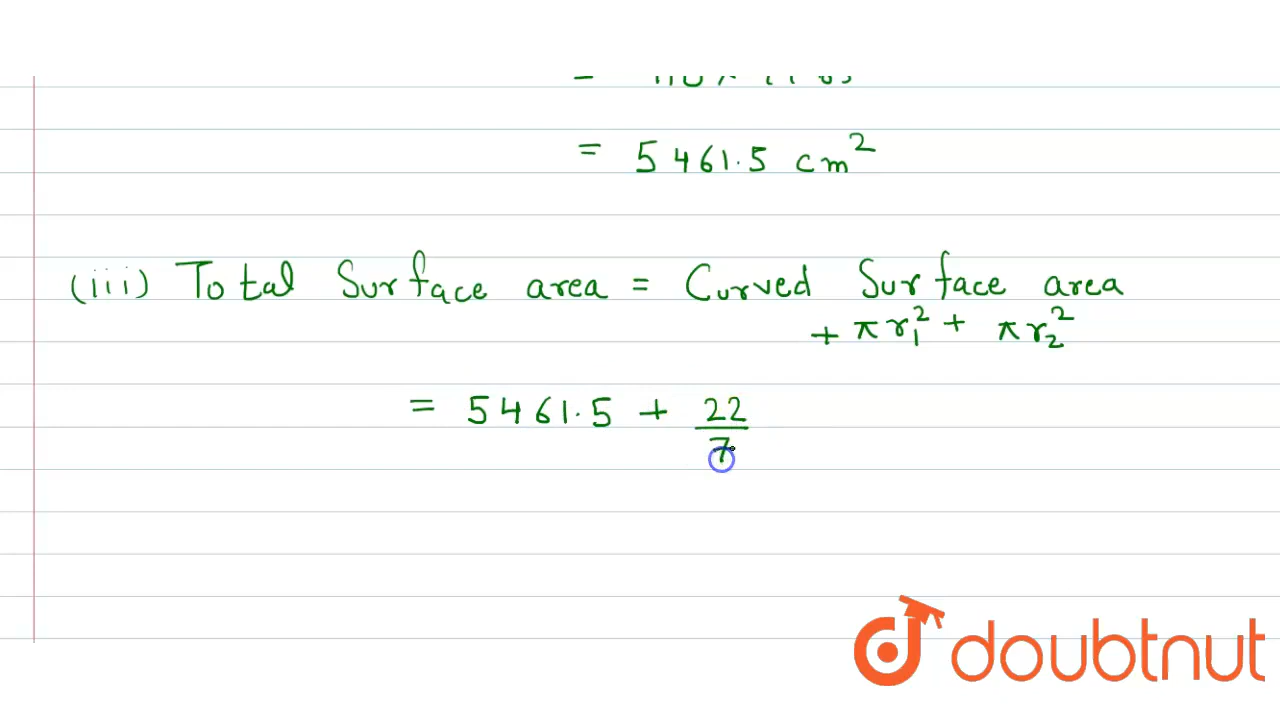 = 5461.5 cm²
(iii) Total Surface area = Curved Surface area
+ πr₁² + πr₂²
= 5461.5 + 22/7
doubtnut